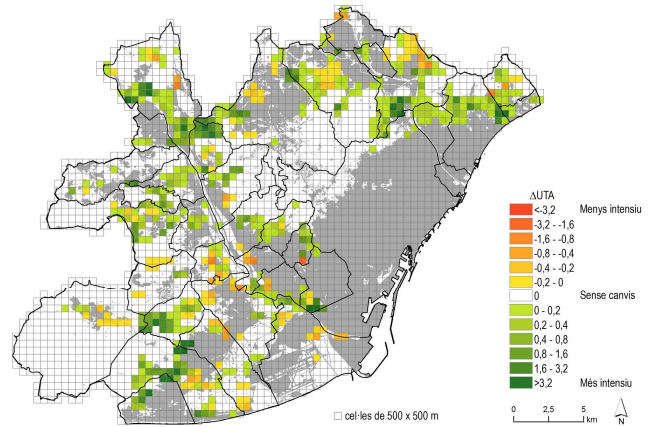 ΔUTA
<-3,2 Menys intensiu
-3,2 - -1,6
-1,6 - -0,8
-0,8 - -0,4
-0,4 - -0,2
-0,2 - 0
0 Sense canvis
0 - 0,2
0,2 - 0,4
0,4 - 0,8
0,8 - 1,6
1,6 - 3,2
>3,2 Més intensiu
cel·les de 500 x 500 m
0 2,5 5
km
N